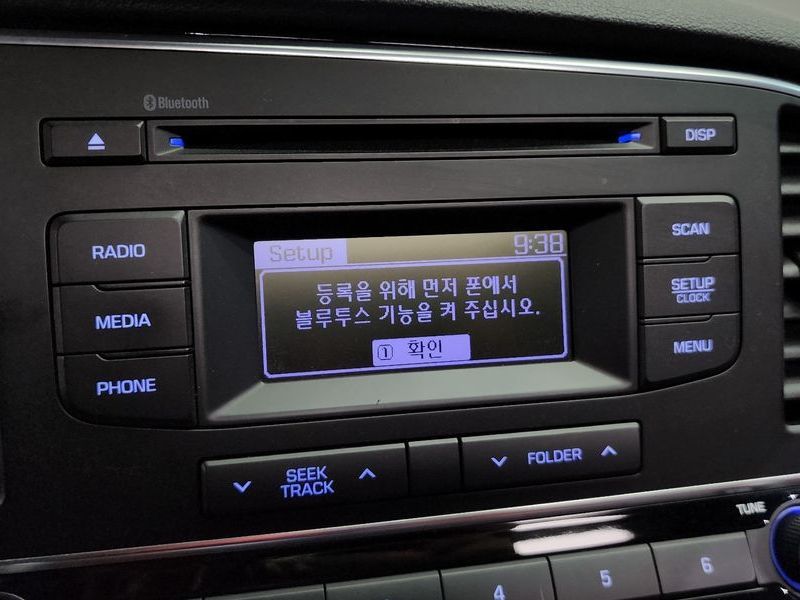 Bluetooth
DISP
RADIO
MEDIA
PHONE
Setup 9:38
등록을 위해 먼저 폰에서
블루투스 기능을 켜 주십시오.
① 확인
SCAN
SETUP
CLOCK
MENU
SEEK
TRACK
FOLDER
TUNE
4 5 6